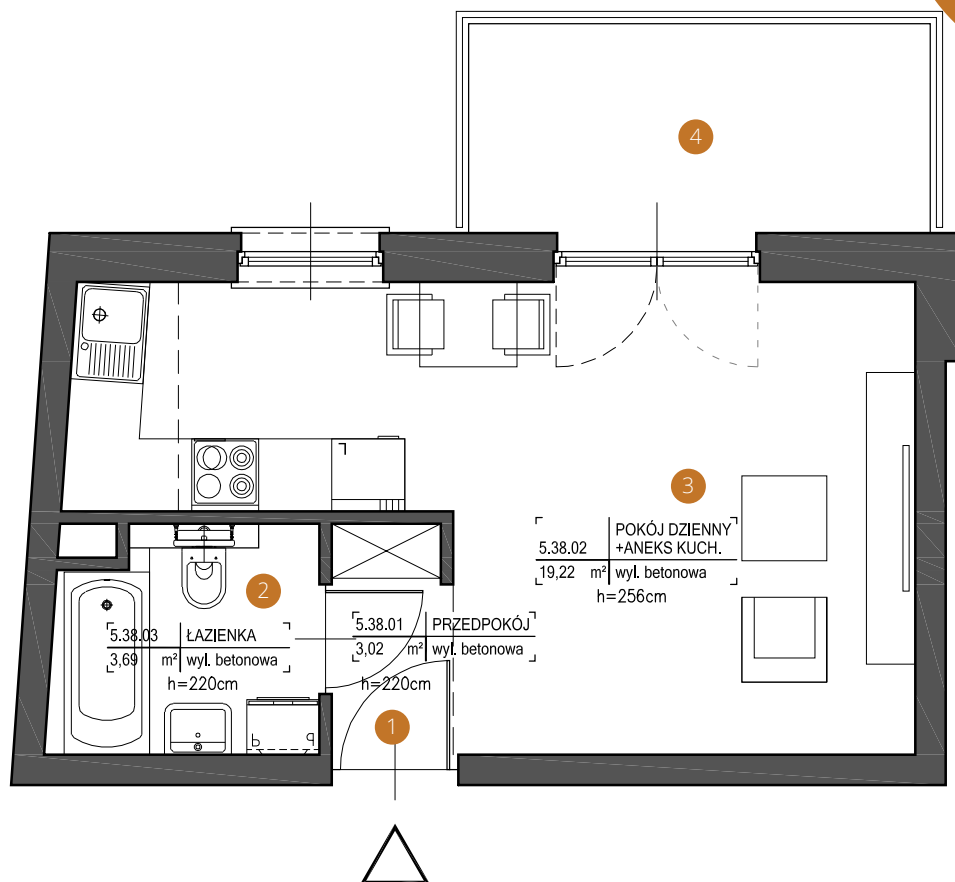 4
3
5.38.02 POKÓJ DZIENNY
+ANEKS KUCH.
19,22 m² wyl. betonowa
h=256cm
2
5.38.03 ŁAZIENKA
3,69 m² wyl. betonowa
h=220cm
5.38.01 PRZEDPOKÓJ
3,02 m² wyl. betonowa
h=220cm
1